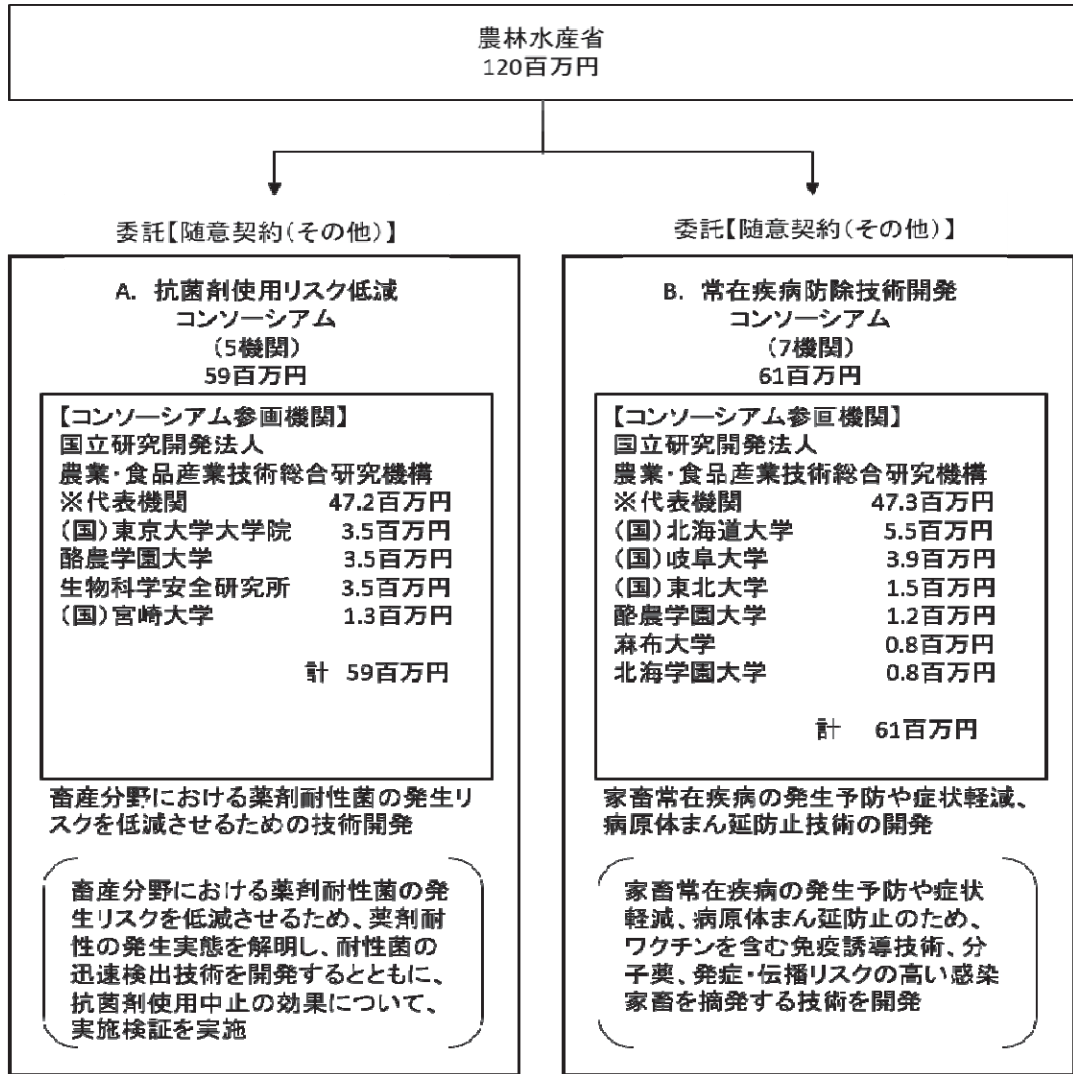 農林水産省
120百万円
委託【随意契約(その他)】
A. 抗菌剤使用リスク低減
コンソーシアム
(5機関)
59百万円
【コンソーシアム参画機関】
国立研究開発法人
農業・食品産業技術総合研究機構
※代表機関 47.2百万円
(国)東京大学大学院 3.5百万円
酪農学園大学 3.5百万円
生物科学安全研究所 3.5百万円
(国)宮崎大学 1.3百万円
計 59百万円
畜産分野における薬剤耐性菌の発生リ
スクを低減させるための技術開発
畜産分野における薬剤耐性菌の発
生リスクを低減させるため、薬剤耐
性の発生実態を解明し、耐性菌の
迅速検出技術を開発するとともに、
抗菌剤使用中止の効果について、
実施検証を実施
委託【随意契約(その他)】
B. 常在疾病防除技術開発
コンソーシアム
(7機関)
61百万円
【コンソーシアム参画機関】
国立研究開発法人
農業・食品産業技術総合研究機構
※代表機関 47.3百万円
(国)北海道大学 5.5百万円
(国)岐阜大学 3.9百万円
(国)東北大学 1.5百万円
酪農学園大学 1.2百万円
麻布大学 0.8百万円
北海学園大学 0.8百万円
計 61百万円
家畜常在疾病の発生予防や症状軽減、
病原体まん延防止技術の開発
家畜常在疾病の発生予防や症状
軽減、病原体まん延防止のため、
ワクチンを含む免疫誘導技術、分
子薬、発症・伝播リスクの高い感染
家畜を摘発する技術を開発